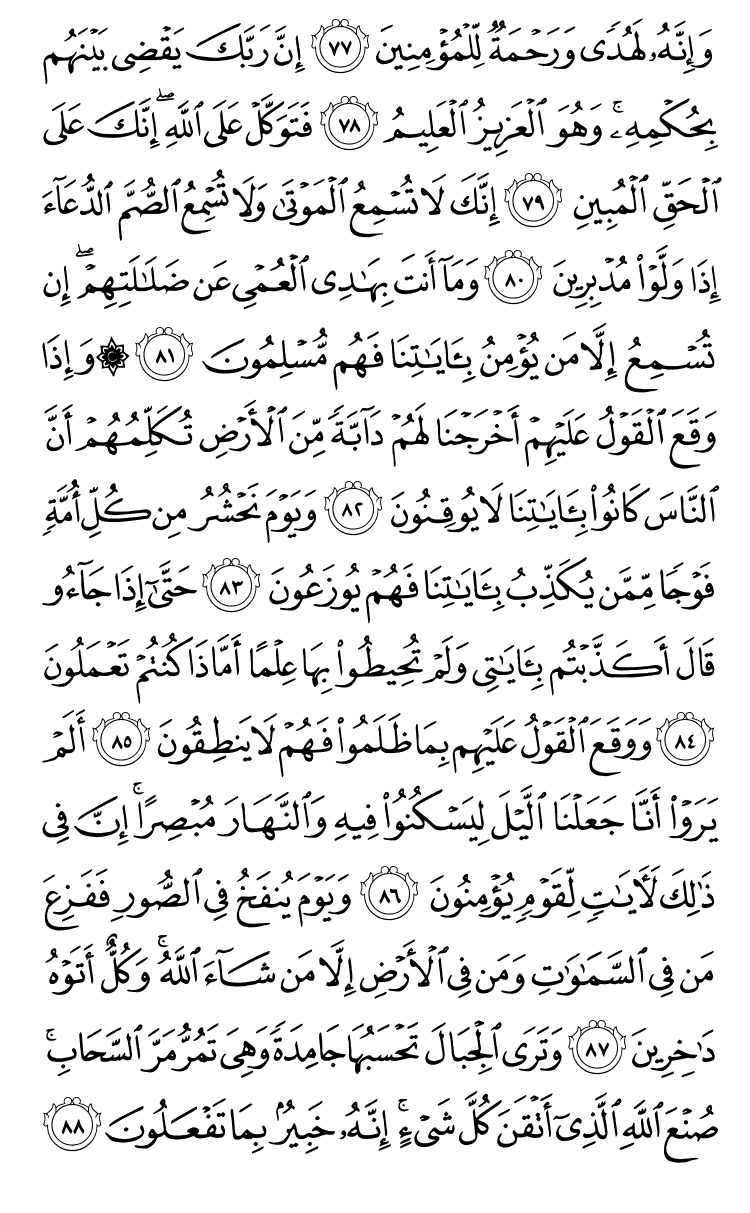 وَإِنَّهُۥ لَهُدًى وَرَحْمَةٌ لِّلْمُؤْمِنِينَ ٧٧ إِنَّ رَبَّكَ يَقْضِى بَيْنَهُم
بِحُكْمِهِۦ ۚ وَهُوَ ٱلْعَزِيزُ ٱلْعَلِيمُ ٧٨ فَتَوَكَّلْ عَلَى ٱللَّهِ ۖ إِنَّكَ عَلَى
ٱلْحَقِّ ٱلْمُبِينِ ٧٩ إِنَّكَ لَا تُسْمِعُ ٱلْمَوْتَىٰ وَلَا تُسْمِعُ ٱلصُّمَّ ٱلدُّعَآءَ
إِذَا وَلَّوْا۟ مُدْبِرِينَ ٨٠ وَمَآ أَنتَ بِهَـٰدِى ٱلْعُمْىِ عَن ضَلَـٰلَتِهِمْ ۖ إِن
تُسْمِعُ إِلَّا مَن يُؤْمِنُ بِـَٔايَـٰتِنَا فَهُم مُّسْلِمُونَ ٨١ ۞ وَإِذَا
وَقَعَ ٱلْقَوْلُ عَلَيْهِمْ أَخْرَجْنَا لَهُمْ دَآبَّةً مِّنَ ٱلْأَرْضِ تُكَلِّمُهُمْ أَنَّ
ٱلنَّاسَ كَانُوا۟ بِـَٔايَـٰتِنَا لَا يُوقِنُونَ ٨٢ وَيَوْمَ نَحْشُرُ مِن كُلِّ أُمَّةٍ
فَوْجًا مِّمَّن يُكَذِّبُ بِـَٔايَـٰتِنَا فَهُمْ يُوزَعُونَ ٨٣ حَتَّىٰٓ إِذَا جَآءُو
قَالَ أَكَذَّبْتُم بِـَٔايَـٰتِى وَلَمْ تُحِيطُوا۟ بِهَا عِلْمًا أَمَّاذَا كُنتُمْ تَعْمَلُونَ
٨٤ وَوَقَعَ ٱلْقَوْلُ عَلَيْهِم بِمَا ظَلَمُوا۟ فَهُمْ لَا يَنطِقُونَ ٨٥ أَلَمْ
يَرَوْا۟ أَنَّا جَعَلْنَا ٱلَّيْلَ لِيَسْكُنُوا۟ فِيهِ وَٱلنَّهَارَ مُبْصِرًا ۚ إِنَّ فِى
ذَٰلِكَ لَـَٔايَـٰتٍ لِّقَوْمٍ يُؤْمِنُونَ ٨٦ وَيَوْمَ يُنفَخُ فِى ٱلصُّورِ فَفَزِعَ
مَن فِى ٱلسَّمَـٰوَٰتِ وَمَن فِى ٱلْأَرْضِ إِلَّا مَن شَآءَ ٱللَّهُ ۚ وَكُلٌّ أَتَوْهُ
دَٰخِرِينَ ٨٧ وَتَرَى ٱلْجِبَالَ تَحْسَبُهَا جَامِدَةً وَهِىَ تَمُرُّ مَرَّ ٱلسَّحَابِ ۚ
صُنْعَ ٱللَّهِ ٱلَّذِىٓ أَتْقَنَ كُلَّ شَىْءٍ ۚ إِنَّهُۥ خَبِيرٌۢ بِمَا تَفْعَلُونَ ٨٨